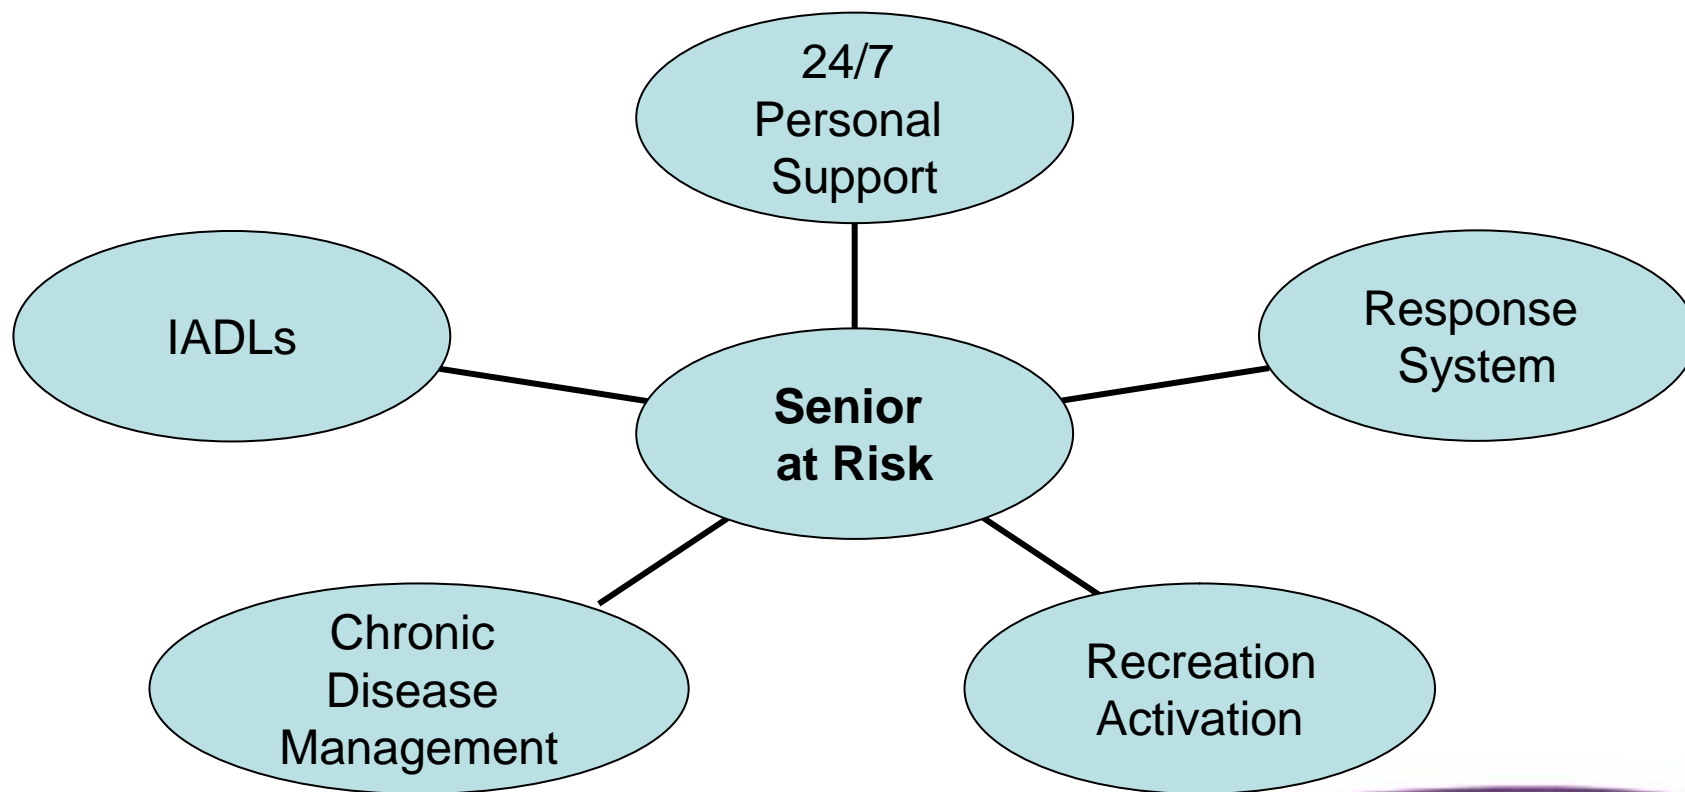 24/7
Personal
Support
IADLs
Response
System
Senior
at Risk
Chronic
Disease
Management
Recreation
Activation